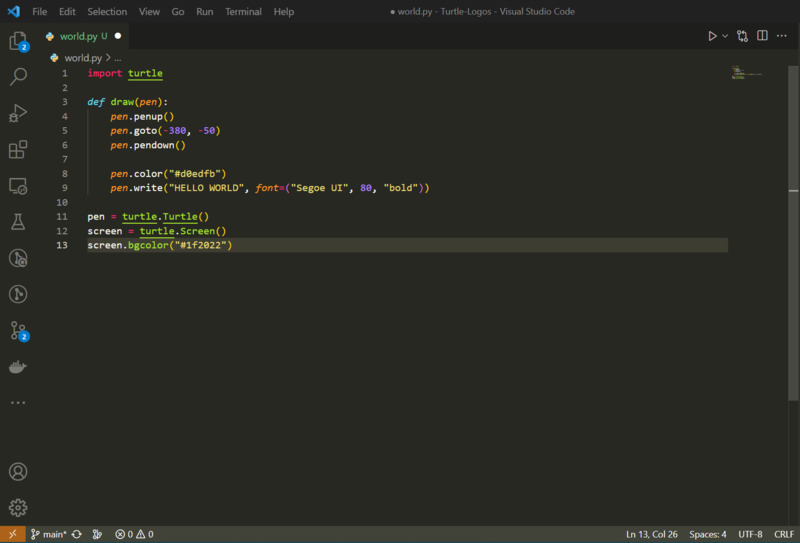 File Edit Selection View Go Run Terminal Help ● world.py - Turtle-Logos - Visual Studio Code
world.py U ●
world.py > ...
1 import turtle
2
3 def draw(pen):
4     pen.penup()
5     pen.goto(-380, -50)
6     pen.pendown()
7
8     pen.color("#d0edfb")
9     pen.write("HELLO WORLD", font=("Segoe UI", 80, "bold"))
10
11 pen = turtle.Turtle()
12 screen = turtle.Screen()
13 screen.bgcolor("#1f2022")
2
2
main* 0 0 Ln 13, Col 26 Spaces: 4 UTF-8 CRLF